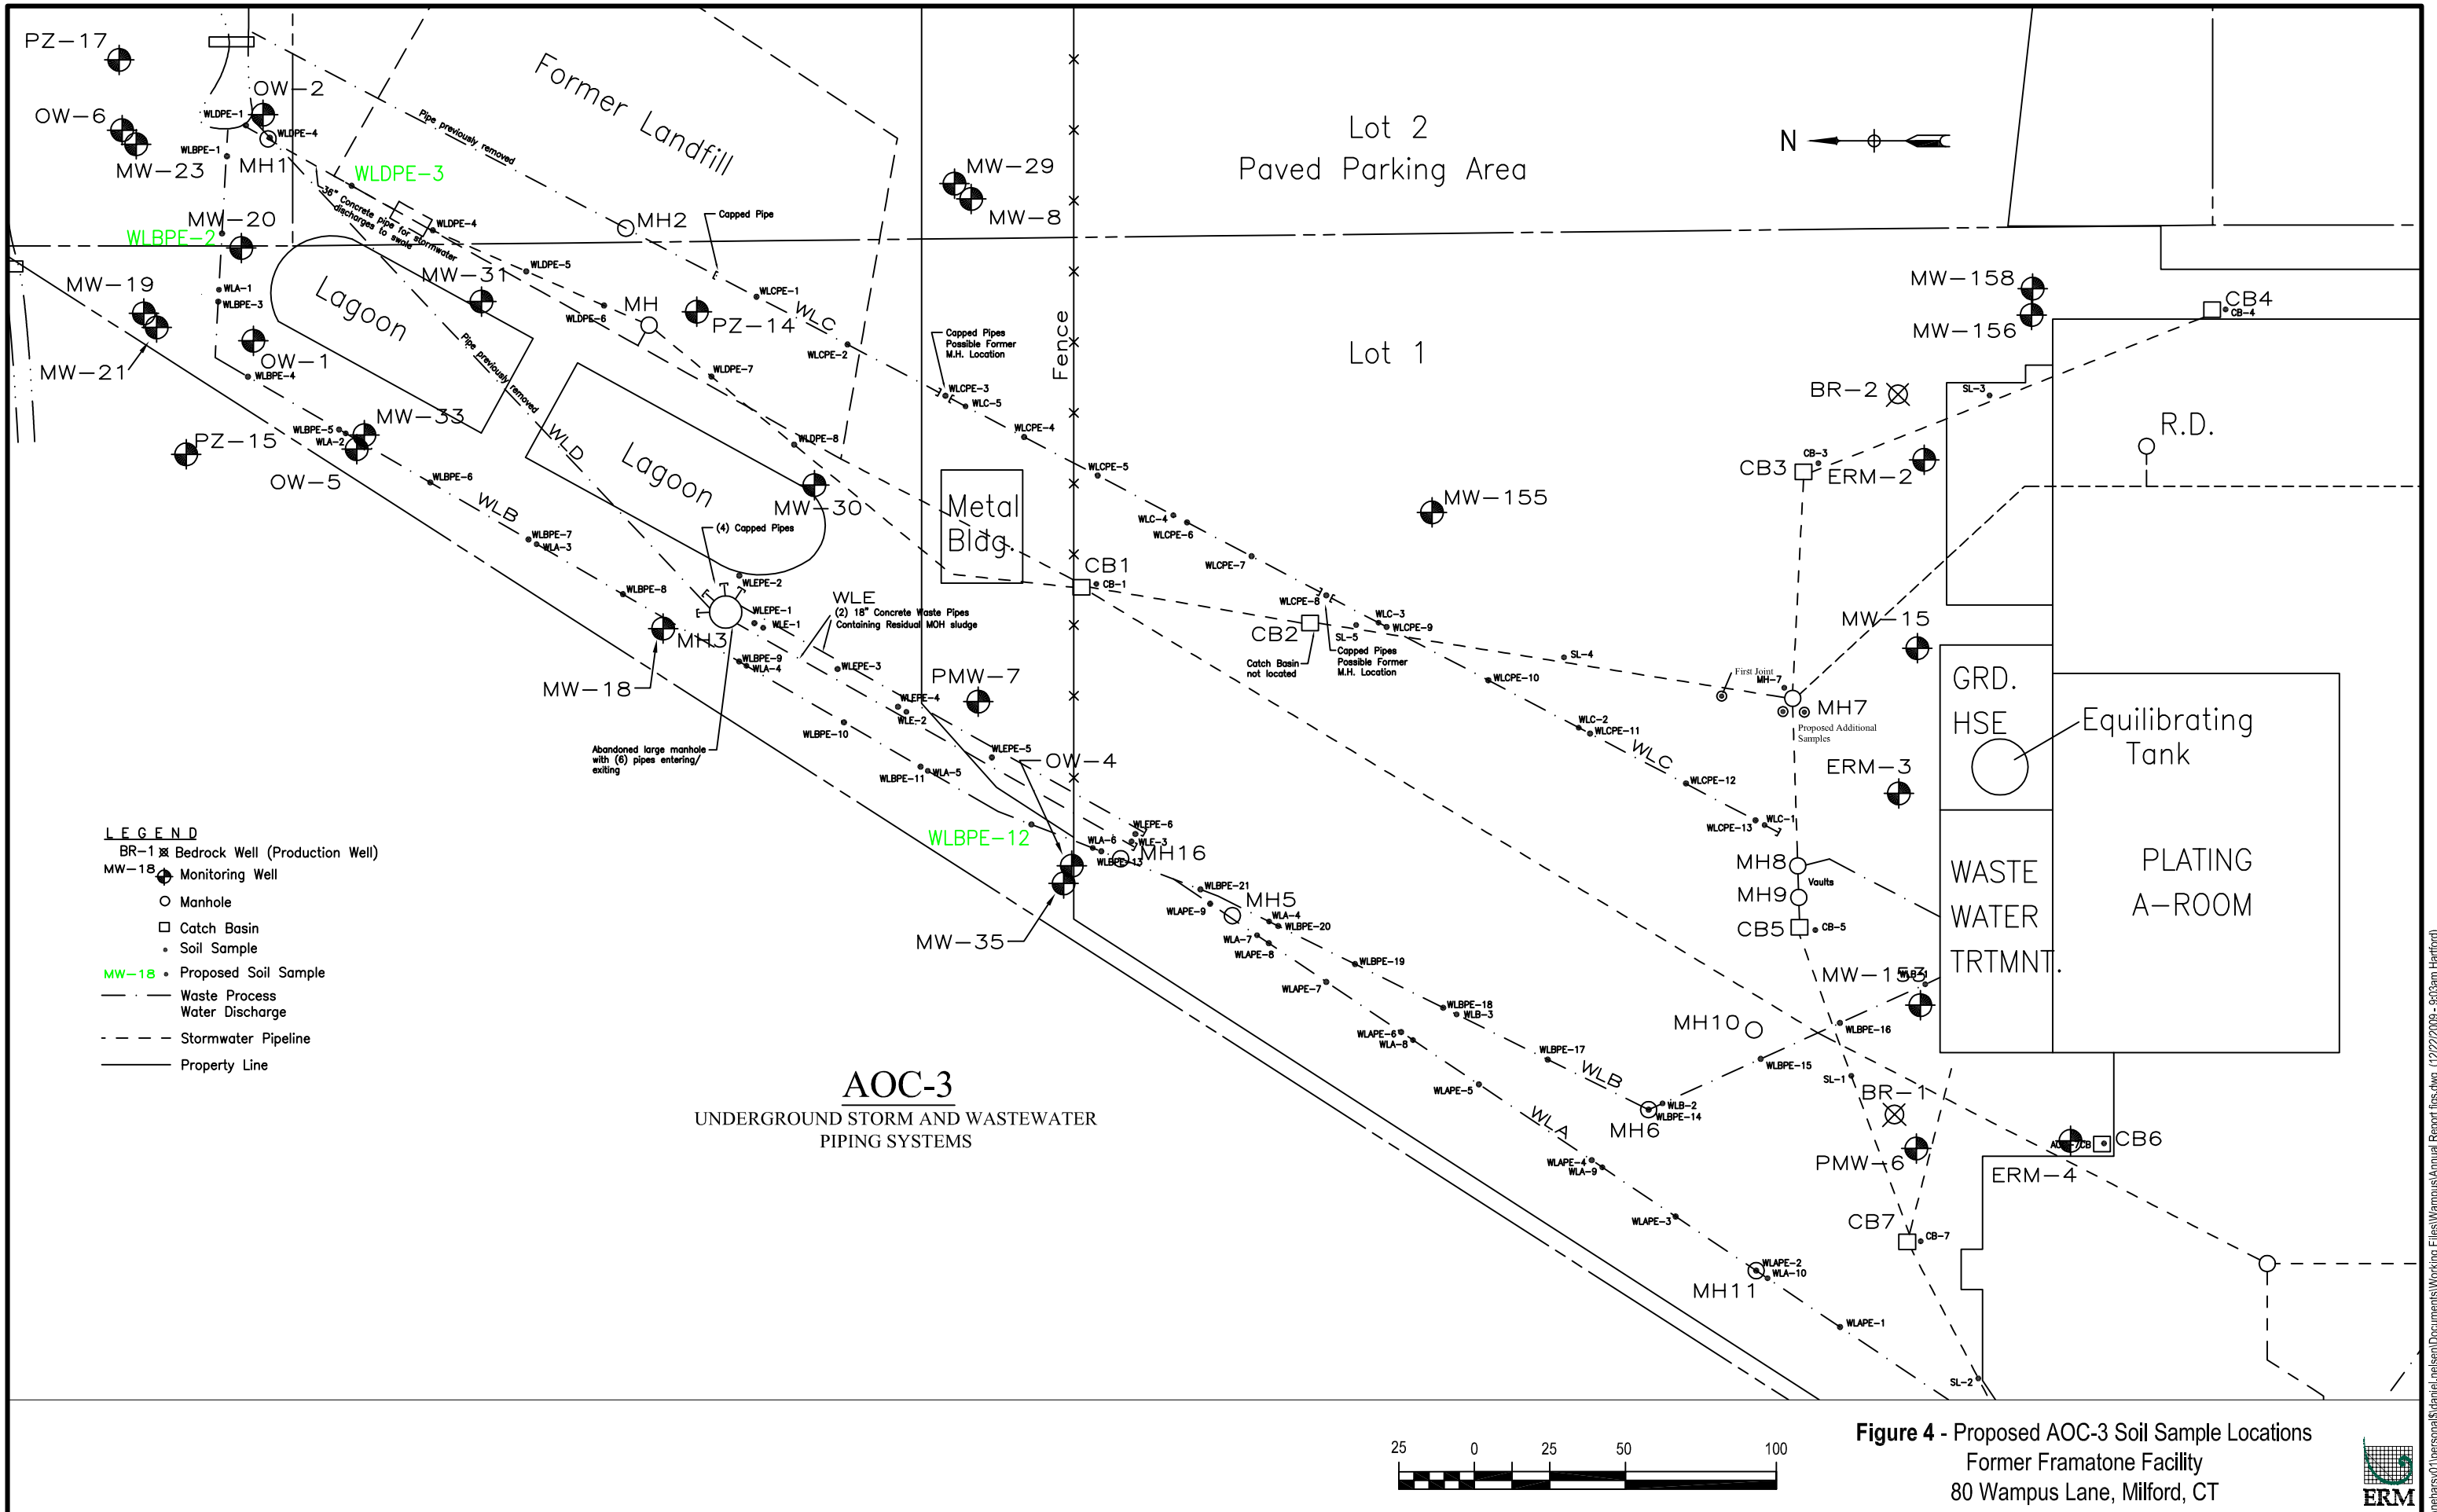 PZ-17
OW-2
OW-6
WLDPE-1
WLDPE-4
WLBPE-1
MH1
MW-23
WLDPE-3
Former Landfill
Pipe previously removed
36" Concrete pipe for stormwater
discharges to swale
MW-20
WLBPE-2
WLDPE-4
MH2
Capped Pipe
MW-29
MW-8
Lot 2
Paved Parking Area
N
MW-19
WLA-1
WLBPE-3
Lagoon
MW-31
WLDPE-5
WLDPE-6
MH
PZ-14
WLCPE-1
WLC
WLCPE-2
MW-21
OW-1
WLBPE-4
Pipe previously removed
WLDPE-7
Capped Pipes
Possible Former
M.H. Location
WLCPE-3
WLC-5
Fence
Lot 1
MW-158
MW-156
CB4
CB-4
BR-2
SL-3
R.D.
PZ-15
WLBPE-5
WLA-2
MW-33
OW-5
WLD
WLBPE-6
WLB
Lagoon
WLDPE-8
MW-30
WLCPE-4
WLCPE-5
CB3
CB-3
ERM-2
MW-155
WLC-4
WLCPE-6
WLCPE-7
Metal
Bldg.
(4) Capped Pipes
WLBPE-7
WLA-3
WLBPE-8
WLEPE-2
WLEPE-1
WLE-1
WLE
(2) 18" Concrete Waste Pipes
Containing Residual MOH sludge
CB1
CB-1
WLCPE-8
WLC-3
WLCPE-9
CB2
SL-5
Catch Basin
not located
Capped Pipes
Possible Former
M.H. Location
SL-4
MW-15
MH3
MW-18
WLBPE-9
WLA-4
WLEPE-3
PMW-7
WLEPE-4
WLE-2
WLBPE-10
WLCPE-10
First Joint
MH-7
MH7
Proposed Additional
Samples
GRD.
HSE
Equilibrating
Tank
WLC-2
WLCPE-11
WLC
Abandoned large manhole
with (6) pipes entering/
exiting
WLEPE-5
OW-4
WLBPE-11
WLA-5
WLCPE-12
ERM-3
WLBPE-12
WLEPE-6
WLE-3
WLA-6
WLBPE-13
MH16
WLCPE-13
WLC-1
MH8
Vaults
MH9
CB5
CB-5
WASTE
WATER
TRTMNT.
PLATING
A-ROOM
MW-35
WLBPE-21
WLAPE-9
MH5
WLA-4
WLBPE-20
WLA-7
WLAPE-8
WLBPE-19
WLAPE-7
MW-153
WLB-1
WLBPE-18
WLB-3
MH10
WLBPE-16
WLAPE-6
WLA-8
WLBPE-17
WLBPE-15
WLB
WLAPE-5
SL-1
BR-1
WLB-2
WLBPE-14
MH6
WLA
PMW-6
CB6
ERM-4
WLAPE-4
WLA-9
WLAPE-3
CB7
CB-7
WLAPE-2
WLA-10
MH11
WLAPE-1
SL-2
LEGEND
BR-1 Bedrock Well (Production Well)
MW-18 Monitoring Well
Manhole
Catch Basin
Soil Sample
MW-18 Proposed Soil Sample
Waste Process
Water Discharge
Stormwater Pipeline
Property Line
AOC-3
UNDERGROUND STORM AND WASTEWATER
PIPING SYSTEMS
25 0 25 50 100
Figure 4 - Proposed AOC-3 Soil Sample Locations
Former Framatone Facility
80 Wampus Lane, Milford, CT
ERM